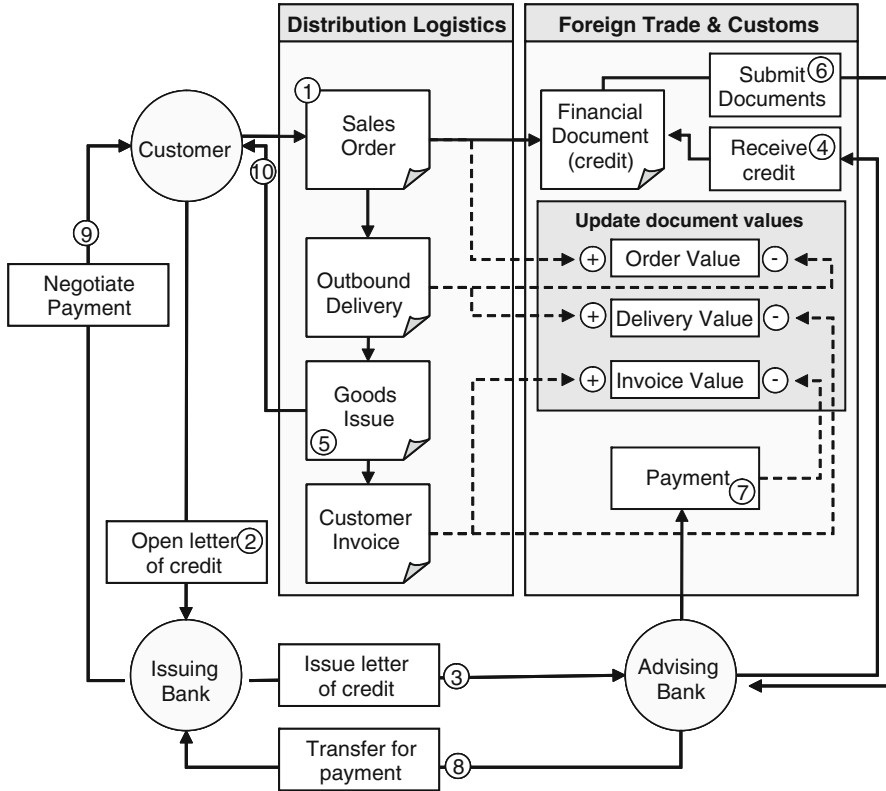 Distribution Logistics
Foreign Trade & Customs
1
Sales
Order
Financial
Document
(credit)
Submit 6
Documents
Receive 4
credit
Customer
10
9
Negotiate
Payment
Update document values
+ Order Value -
Outbound
Delivery
+ Delivery Value -
+ Invoice Value -
Goods
Issue
5
Payment
7
Customer
Invoice
Open letter 2
of credit
Issuing
Bank
Issue letter
of credit
3
Advising
Bank
Transfer for
payment
8